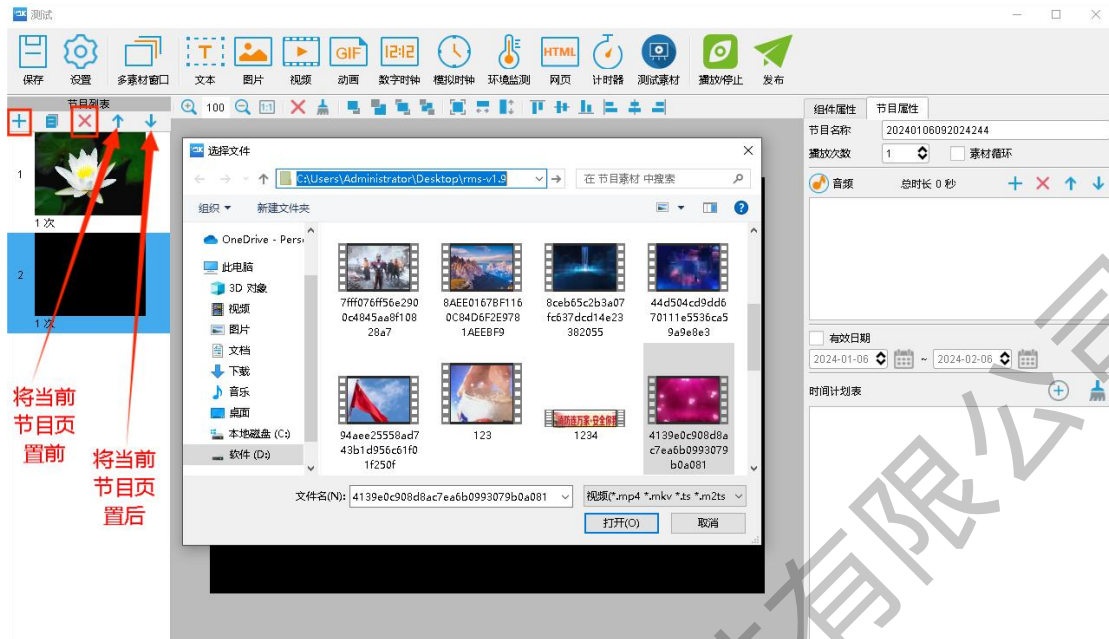 测试
保存 设置 多素材窗口 文本 图片 视频 动画 数字时钟 模拟时钟 环境监测 网页 计时器 测试素材 播放/停止 发布
T GIF 12:12 HTML
节目列表
100 1:1
组件属性 节目属性
节目名称 20240106092024244
播放次数 1 素材循环
音频 总时长 0 秒
1
1 次
2
1 次
将当前
节目页
置前
将当前
节目页
置后
选择文件
C:\Users\Administrator\Desktop\rms-v1.9
在 节目素材 中搜索
组织 新建文件夹
OneDrive - Pers
此电脑
3D 对象
视频
图片
文档
下载
音乐
桌面
本地磁盘 (C:)
软件 (D:)
7fff076ff56e290
0c4845aa8f108
28a7
8AEE0167BF116
0C84D6F2E978
1AEEBF9
8ceb65c2b3a07
fc637dcd14e23
382055
44d504cd9dd6
70111e5536ca5
9a9e8e3
94aee25558ad7
43b1d956c61f0
1f250f
123
1234
4139e0c908d8a
c7ea6b0993079
b0a081
文件名(N): 4139e0c908d8ac7ea6b0993079b0a081 视频(*.mp4 *.mkv *.ts *.m2ts
打开(O) 取消
有效日期
2024-01-06 ~ 2024-02-06
时间计划表
有限公司